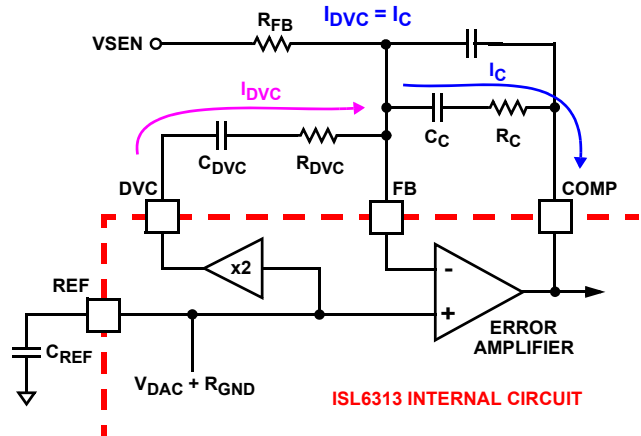 RFB
IDVC = IC
VSEN
IDVC
IC
CDVC
RDVC
CC
RC
DVC
FB
COMP
x2
REF
-
+
CREF
ERROR
AMPLIFIER
VDAC + RGND
ISL6313 INTERNAL CIRCUIT